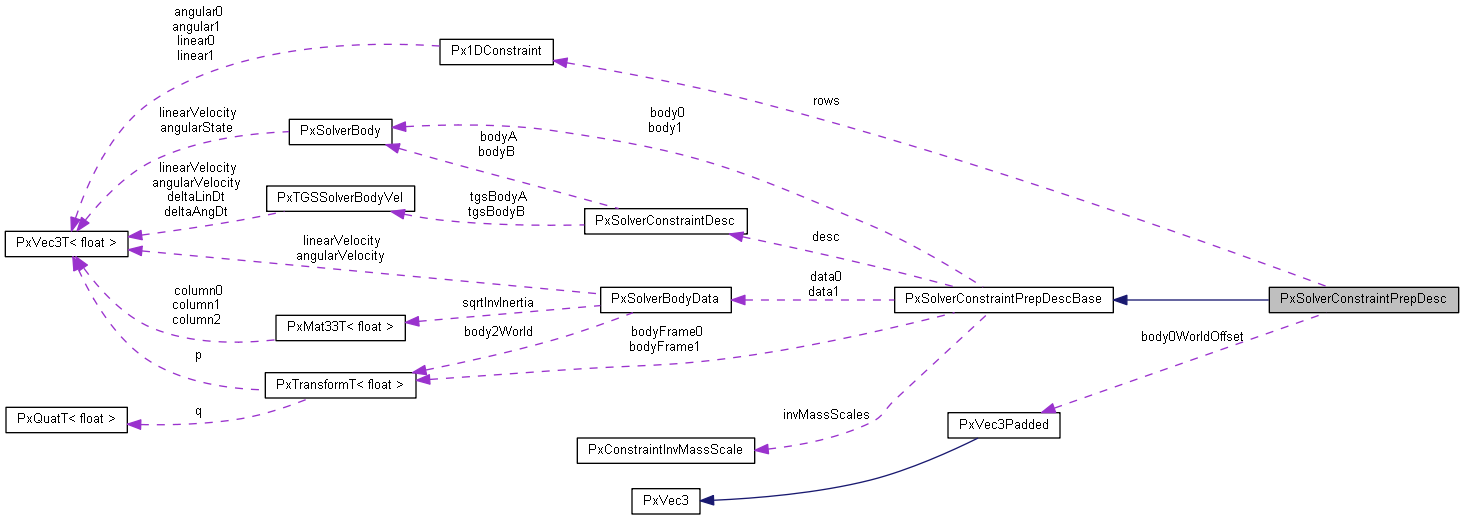 angular0
angular1
linear0
linear1
Px1DConstraint
rows
linearVelocity
angularState
PxSolverBody
body0
body1
bodyA
bodyB
linearVelocity
angularVelocity
deltaLinDt
deltaAngDt
PxTGSSolverBodyVel
tgsBodyA
tgsBodyB
PxSolverConstraintDesc
desc
PxVec3T< float >
linearVelocity
angularVelocity
data0
data1
column0
column1
column2
sqrtInvInertia
PxSolverBodyData
PxSolverConstraintPrepDescBase
PxSolverConstraintPrepDesc
PxMat33T< float >
body2World
bodyFrame0
bodyFrame1
body0WorldOffset
p
PxTransformT< float >
q
PxQuatT< float >
invMassScales
PxVec3Padded
PxConstraintInvMassScale
PxVec3